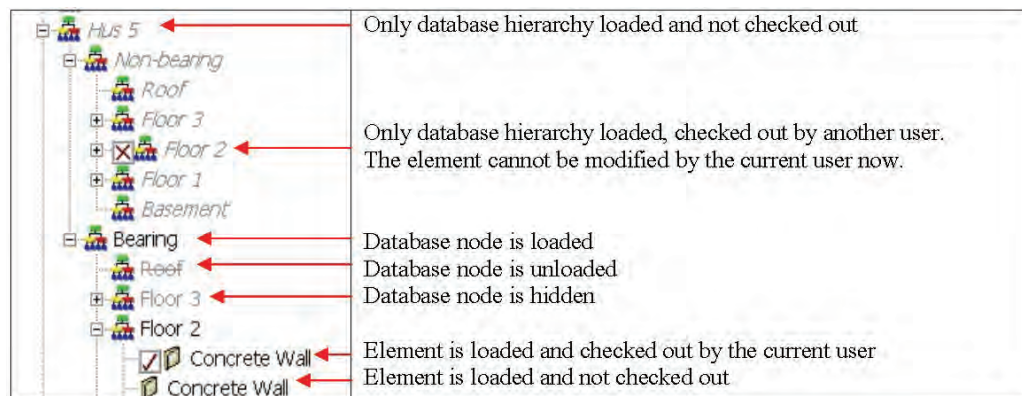 Hus 5
Only database hierarchy loaded and not checked out
Non-bearing
Roof
Floor 3
Only database hierarchy loaded, checked out by another user.
Floor 2
The element cannot be modified by the current user now.
Floor 1
Basement
Bearing
Database node is loaded
Roof
Database node is unloaded
Floor 3
Database node is hidden
Floor 2
Concrete Wall
Element is loaded and checked out by the current user
Concrete Wall
Element is loaded and not checked out